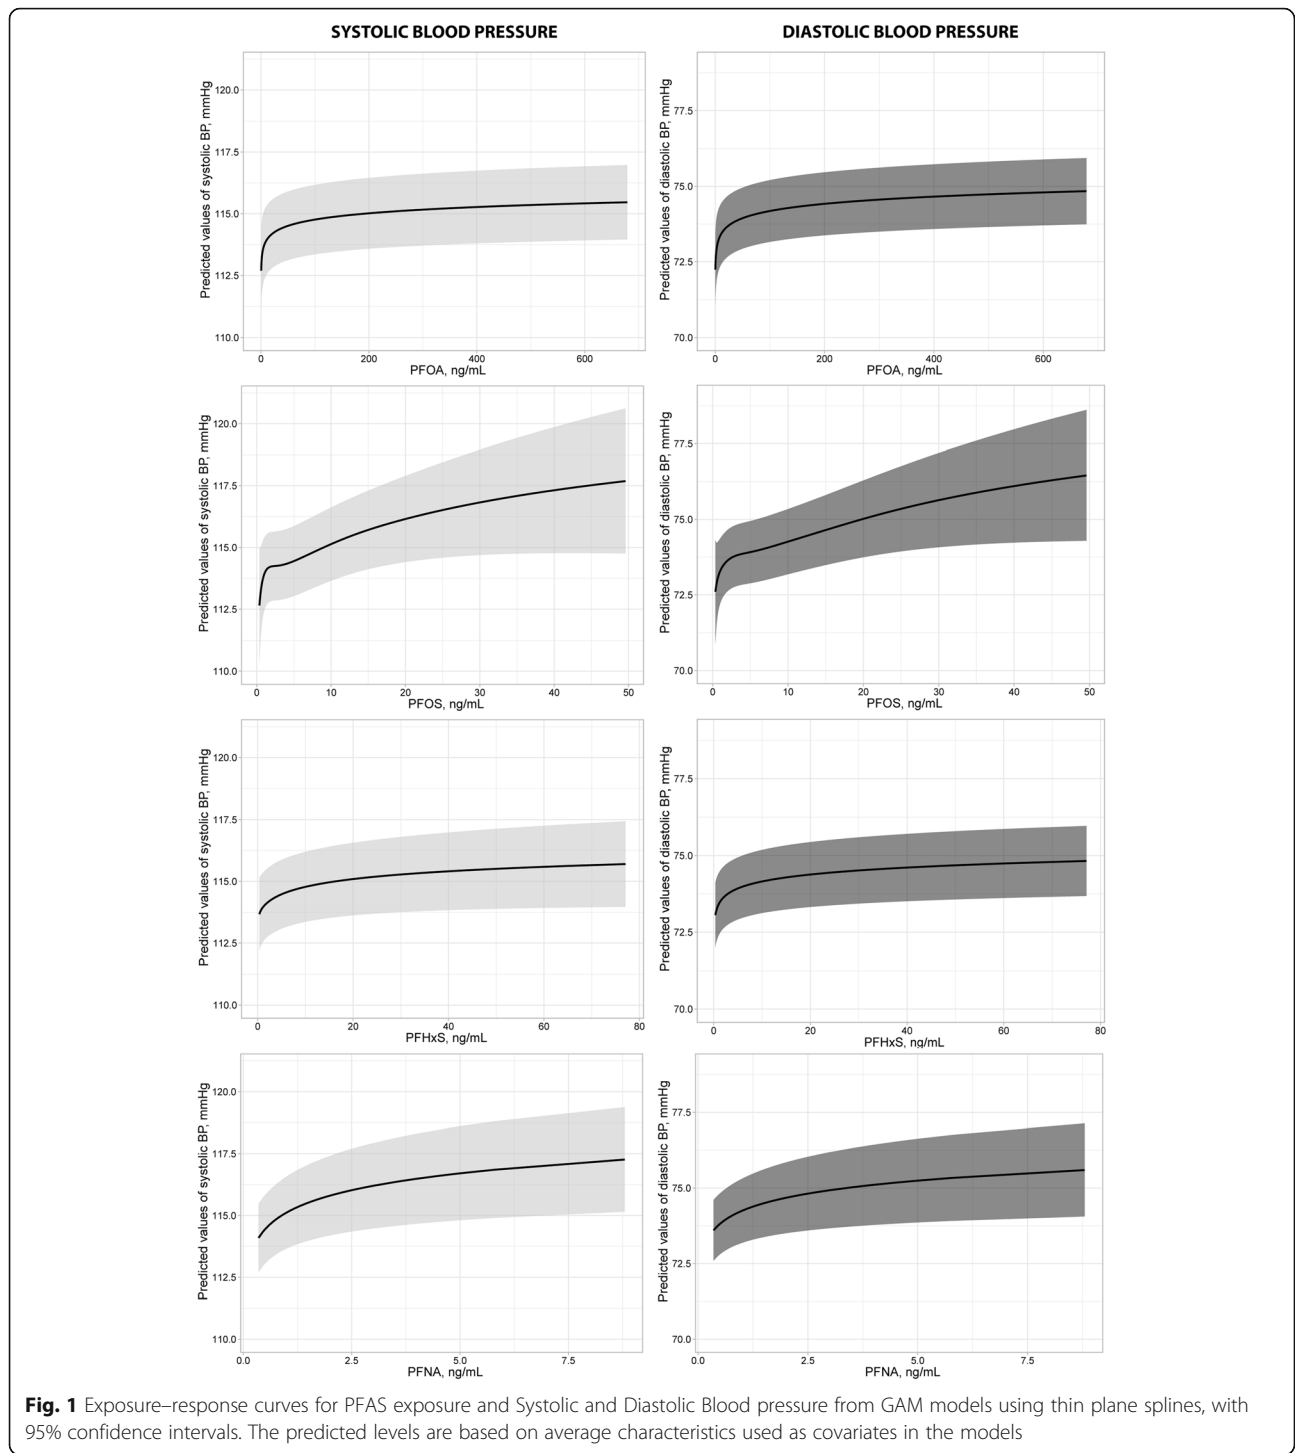 SYSTOLIC BLOOD PRESSURE
DIASTOLIC BLOOD PRESSURE
Predicted values of systolic BP, mmHg
120.0
117.5
115.0
112.5
110.0
0 200 400 600
PFOA, ng/mL
Predicted values of diastolic BP, mmHg
77.5
75.0
72.5
70.0
0 200 400 600
PFOA, ng/mL
Predicted values of systolic BP, mmHg
120.0
117.5
115.0
112.5
110.0
0 10 20 30 40 50
PFOS, ng/mL
Predicted values of diastolic BP, mmHg
77.5
75.0
72.5
70.0
0 10 20 30 40 50
PFOS, ng/mL
Predicted values of systolic BP, mmHg
120.0
117.5
115.0
112.5
110.0
0 20 40 60 80
PFHxS, ng/mL
Predicted values of diastolic BP, mmHg
77.5
75.0
72.5
70.0
0 20 40 60 80
PFHxS, ng/mL
Predicted values of systolic BP, mmHg
120.0
117.5
115.0
112.5
110.0
0.0 2.5 5.0 7.5
PFNA, ng/mL
Predicted values of diastolic BP, mmHg
77.5
75.0
72.5
70.0
0.0 2.5 5.0 7.5
PFNA, ng/mL
Fig. 1 Exposure–response curves for PFAS exposure and Systolic and Diastolic Blood pressure from GAM models using thin plane splines, with
95% confidence intervals. The predicted levels are based on average characteristics used as covariates in the models